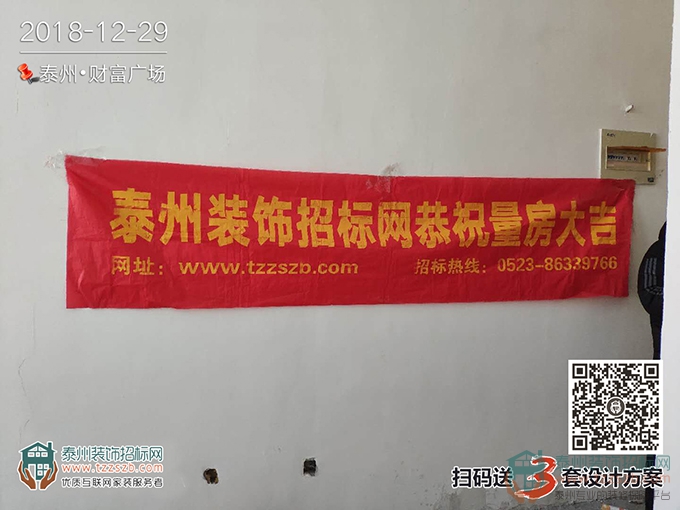 2018-12-29
泰州·财富广场
泰州装饰招标网恭祝量房大吉
网址：www.tzzszb.com 招标热线：0523-86339766
泰州装饰招标网
www.tzzszb.com
优质互联网家装服务者
扫码送3套设计方案